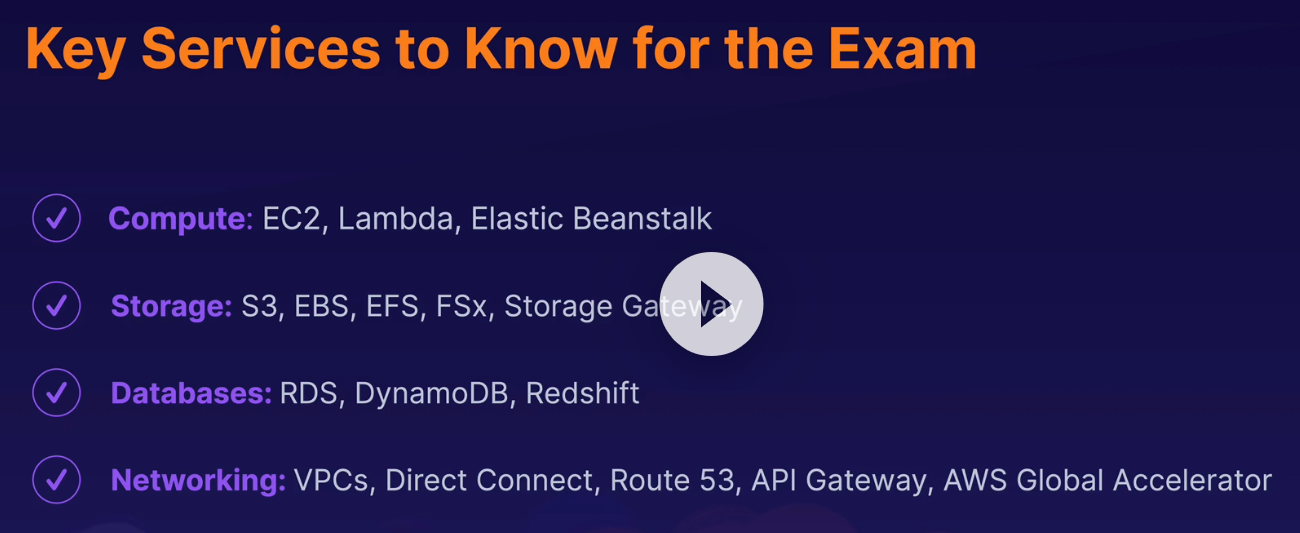 Key Services to Know for the Exam
Compute: EC2, Lambda, Elastic Beanstalk
Storage: S3, EBS, EFS, FSx, Storage Gateway
Databases: RDS, DynamoDB, Redshift
Networking: VPCs, Direct Connect, Route 53, API Gateway, AWS Global Accelerator